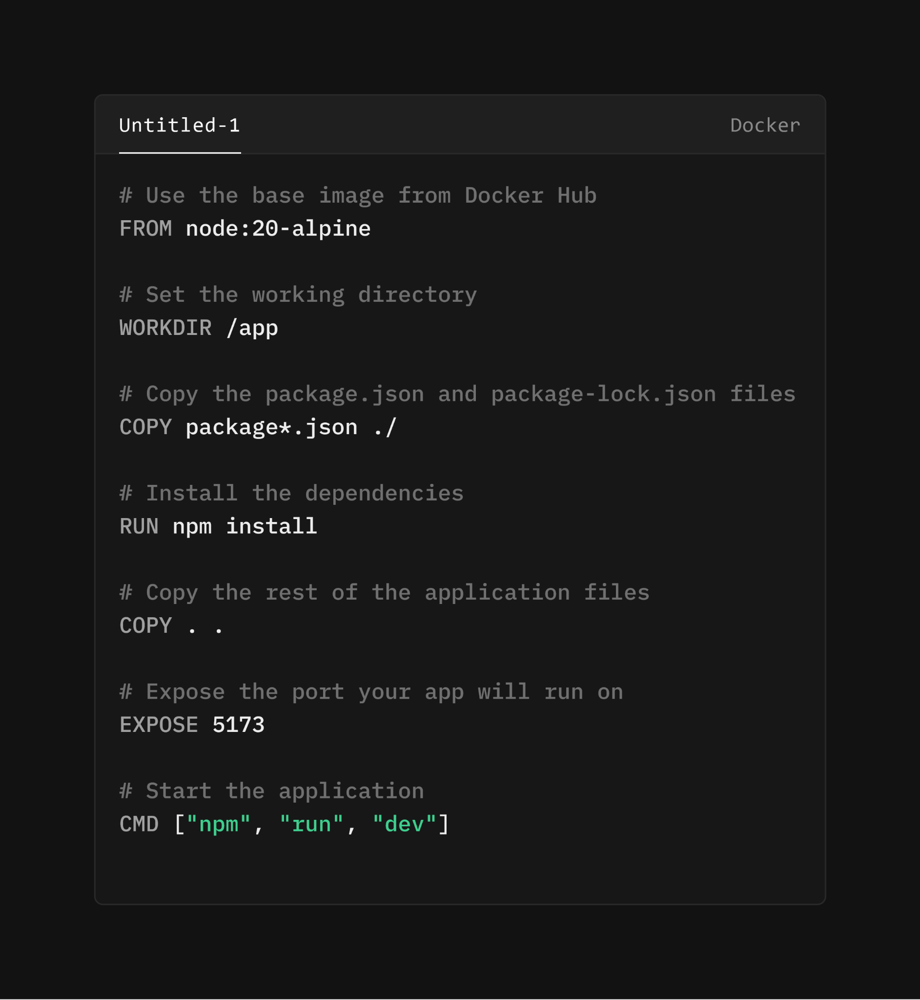 Untitled-1
Docker
# Use the base image from Docker Hub
FROM node:20-alpine
# Set the working directory
WORKDIR /app
# Copy the package.json and package-lock.json files
COPY package*.json ./
# Install the dependencies
RUN npm install
# Copy the rest of the application files
COPY . .
# Expose the port your app will run on
EXPOSE 5173
# Start the application
CMD ["npm", "run", "dev"]